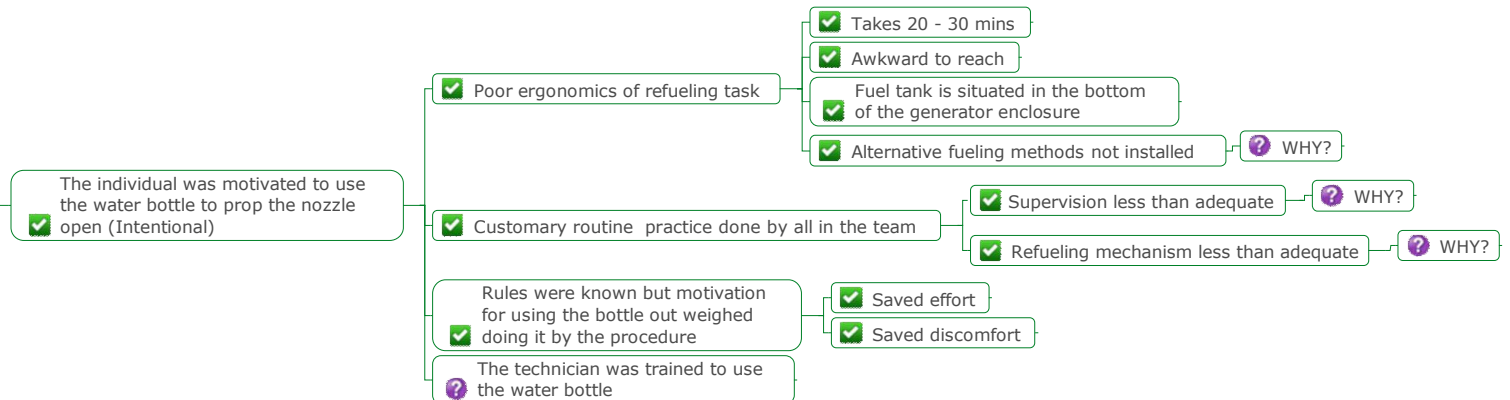 The individual was motivated to use
the water bottle to prop the nozzle
open (Intentional)
Poor ergonomics of refueling task
Takes 20 - 30 mins
Awkward to reach
Fuel tank is situated in the bottom
of the generator enclosure
Alternative fueling methods not installed
? WHY?
Customary routine  practice done by all in the team
Supervision less than adequate
? WHY?
Refueling mechanism less than adequate
? WHY?
Rules were known but motivation
for using the bottle out weighed
doing it by the procedure
Saved effort
Saved discomfort
? The technician was trained to use
the water bottle